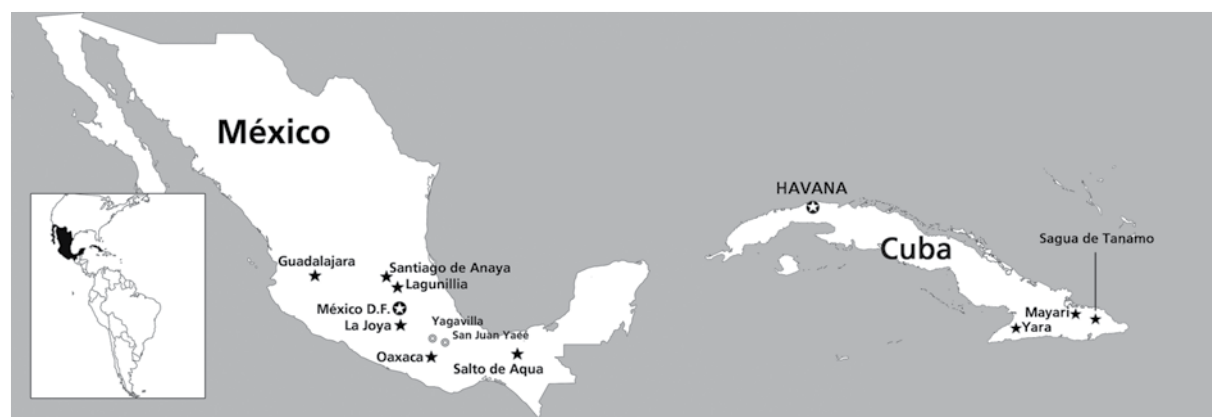 México
Guadalajara
Santiago de Anaya
Lagunillia
México D.F.
La Joya
Yagavilla
San Juan Yaeé
Oaxaca
Salto de Aqua
HAVANA
Cuba
Sagua de Tanamo
Mayari
Yara